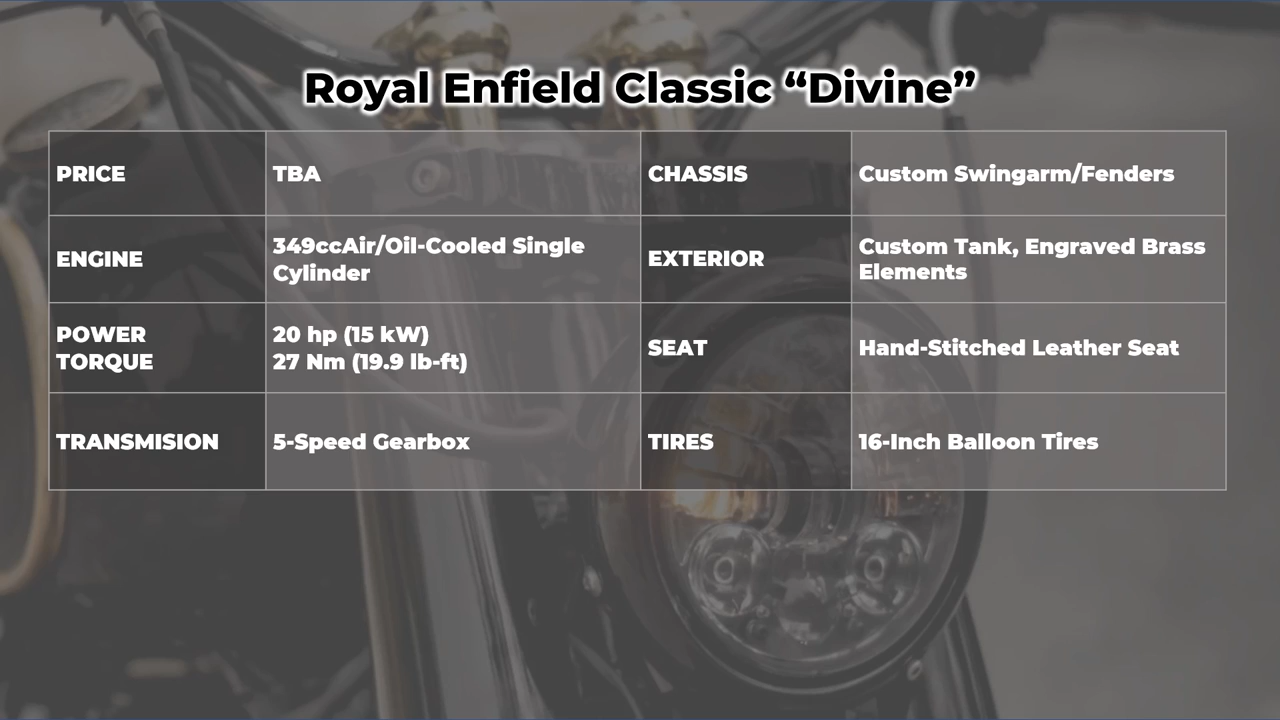 Royal Enfield Classic “Divine”
PRICE
TBA
CHASSIS
Custom Swingarm/Fenders
ENGINE
349ccAir/Oil-Cooled Single
Cylinder
EXTERIOR
Custom Tank, Engraved Brass
Elements
POWER
TORQUE
20 hp (15 kW)
27 Nm (19.9 lb-ft)
SEAT
Hand-Stitched Leather Seat
TRANSMISION
5-Speed Gearbox
TIRES
16-Inch Balloon Tires